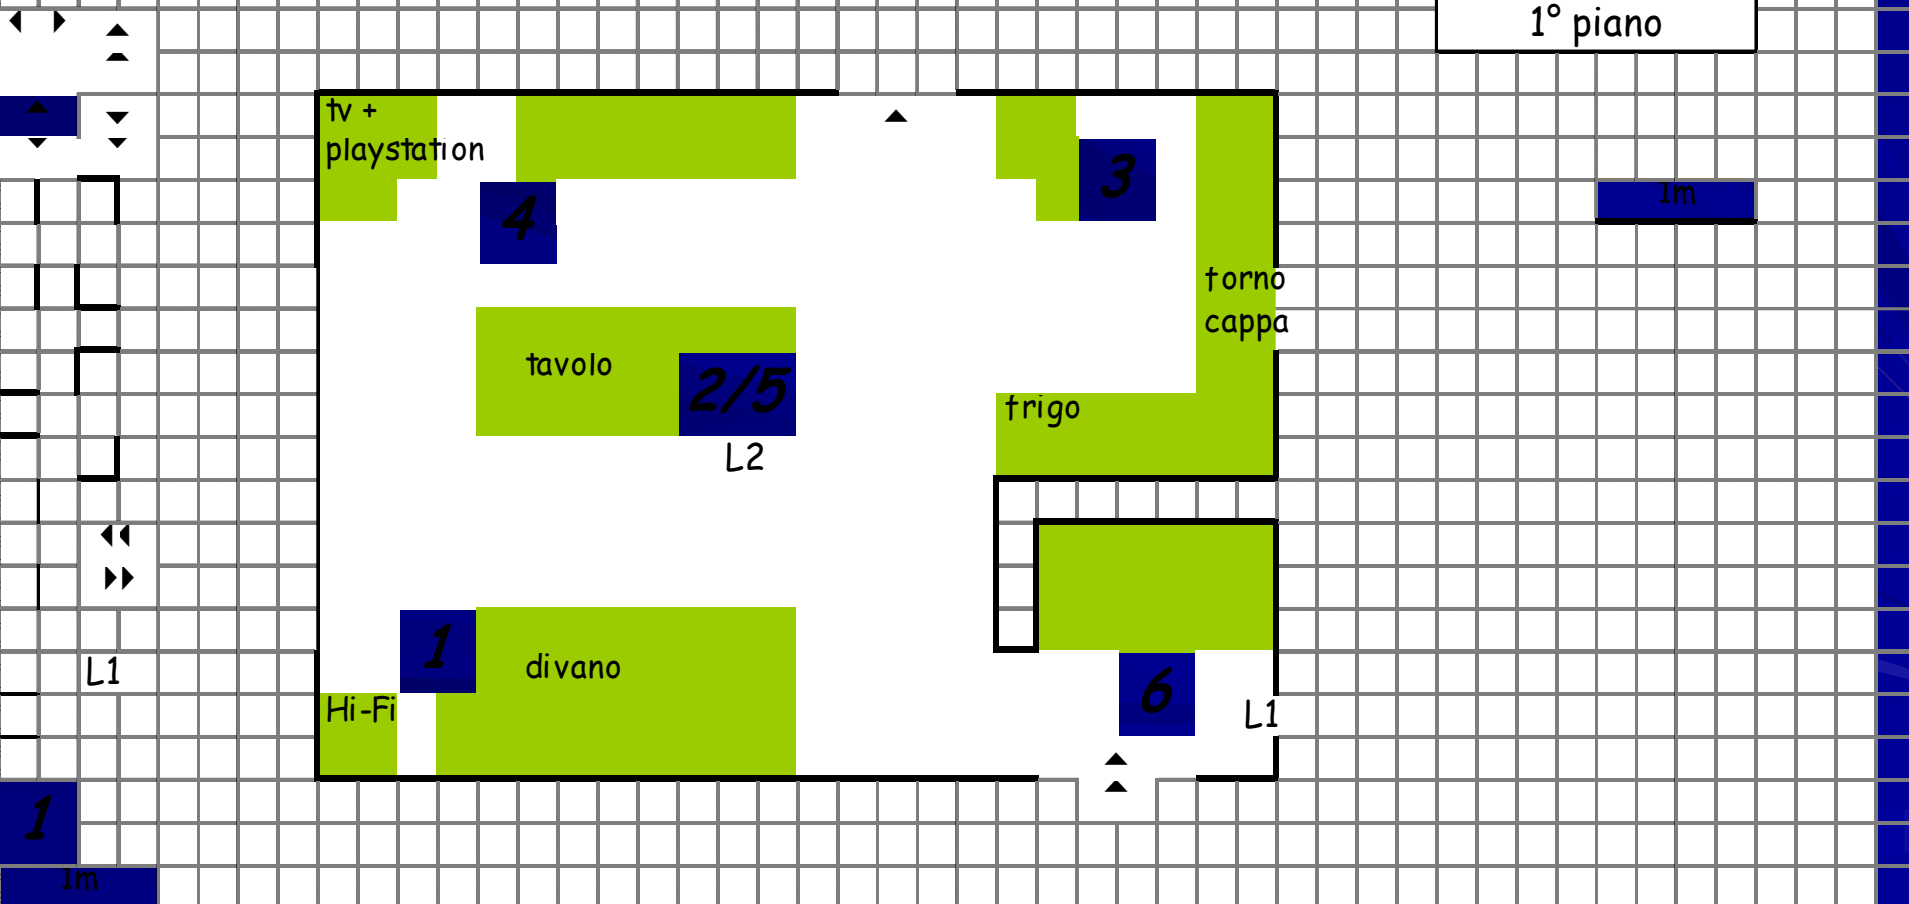 1° piano
tv +
playstation
3
1m
4
torno
cappa
tavolo
2/5
trigo
L2
1
divano
L1
6
Hi-Fi
L1
1
1m